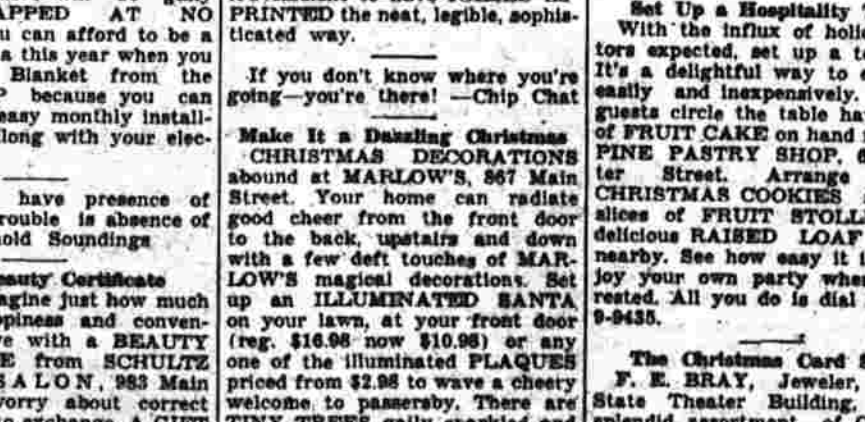 APPED AT NO
u can afford to be a
a this year when you
Blanket from the
because you can
easy monthly install-
long with your elec-
have presence of
rouble is absence of
old Soundings
eauty Certificate
agine just how much
ppiness and conven-
e with a BEAUTY
E from SCHULTZ
SALON, 983 Main
worry about correct
PRINTED the neat, legible, sophis-
ticated way.
If you don't know where you're
going—you're there! —Chip Chat
Make It a Dazzling Christmas
CHRISTMAS DECORATIONS
abound at MARLOW'S, 867 Main
Street. Your home can radiate
good cheer from the front door
to the back, upstairs and down
with a few deft touches of MAR-
LOW'S magical decorations. Set
up an ILLUMINATED SANTA
on your lawn, at your front door
(reg. $16.98 now $10.98) or any
one of the illuminated PLAQUES
priced from $2.98 to wave a cheery
welcome to passersby. There are
TINY TREES gaily sparkled and
Set Up a Hospitality
With the influx of holi
tors expected, set up a t
It's a delightful way to
easily and inexpensively.
guests circle the table ha
of FRUIT CAKE on hand
PINE PASTRY SHOP,
ter Street. Arrange
CHRISTMAS COOKIES
slices of FRUIT STOLL
delicious RAISED LOAF
nearby. See how easy it i
joy your own party whe
rested. All you do is dial
9-9435.
The Christmas Card
F. E. BRAY, Jeweler,
State Theater Building,
splendid assortment of